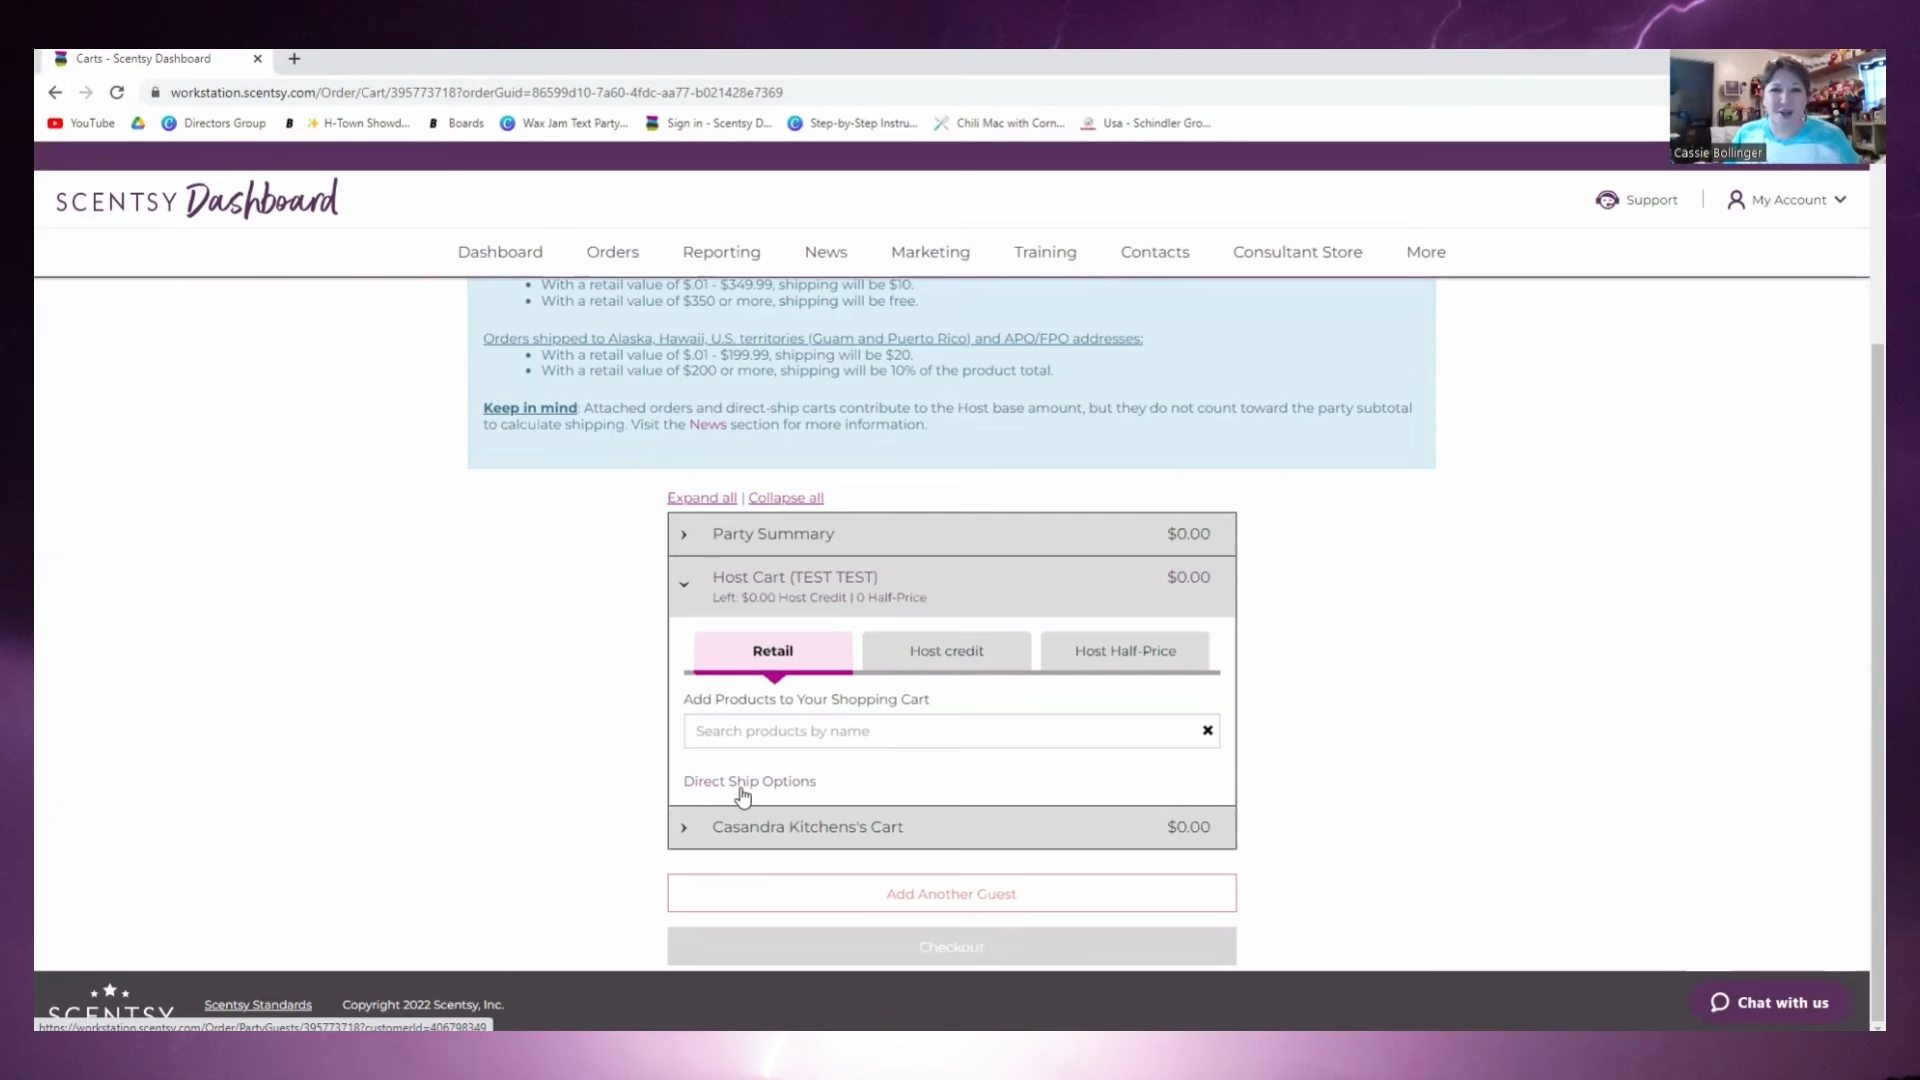 Carts - Scentsy Dashboard
workstation.scentsy.com/Order/Cart/395773718?orderGuid=86599d10-7a60-4fdc-aa77-b021428e7369
YouTube Directors Group H-Town Showd... Boards Wax Jam Text Party... Sign in - Scentsy D... Step-by-Step Instru... Chili Mac with Corn... Usa - Schindler Gro...
Cassie Bollinger
SCENTSY Dashboard
Support My Account
Dashboard Orders Reporting News Marketing Training Contacts Consultant Store More
• With a retail value of $.01 - $349.99, shipping will be $10.
• With a retail value of $350 or more, shipping will be free.
Orders shipped to Alaska, Hawaii, U.S. territories (Guam and Puerto Rico) and APO/FPO addresses:
• With a retail value of $.01 - $199.99, shipping will be $20.
• With a retail value of $200 or more, shipping will be 10% of the product total.
Keep in mind: Attached orders and direct-ship carts contribute to the Host base amount, but they do not count toward the party subtotal
to calculate shipping. Visit the News section for more information.
Expand all | Collapse all
Party Summary $0.00
Host Cart (TEST TEST) $0.00
Left: $0.00 Host Credit | 0 Half-Price
Retail Host credit Host Half-Price
Add Products to Your Shopping Cart
Search products by name
Direct Ship Options
Casandra Kitchens's Cart $0.00
Add Another Guest
Checkout
SCENTSY Scentsy Standards Copyright 2022 Scentsy, Inc.
Chat with us
https://workstation.scentsy.com/Order/PartyGuests/395773718?customerId=406798349